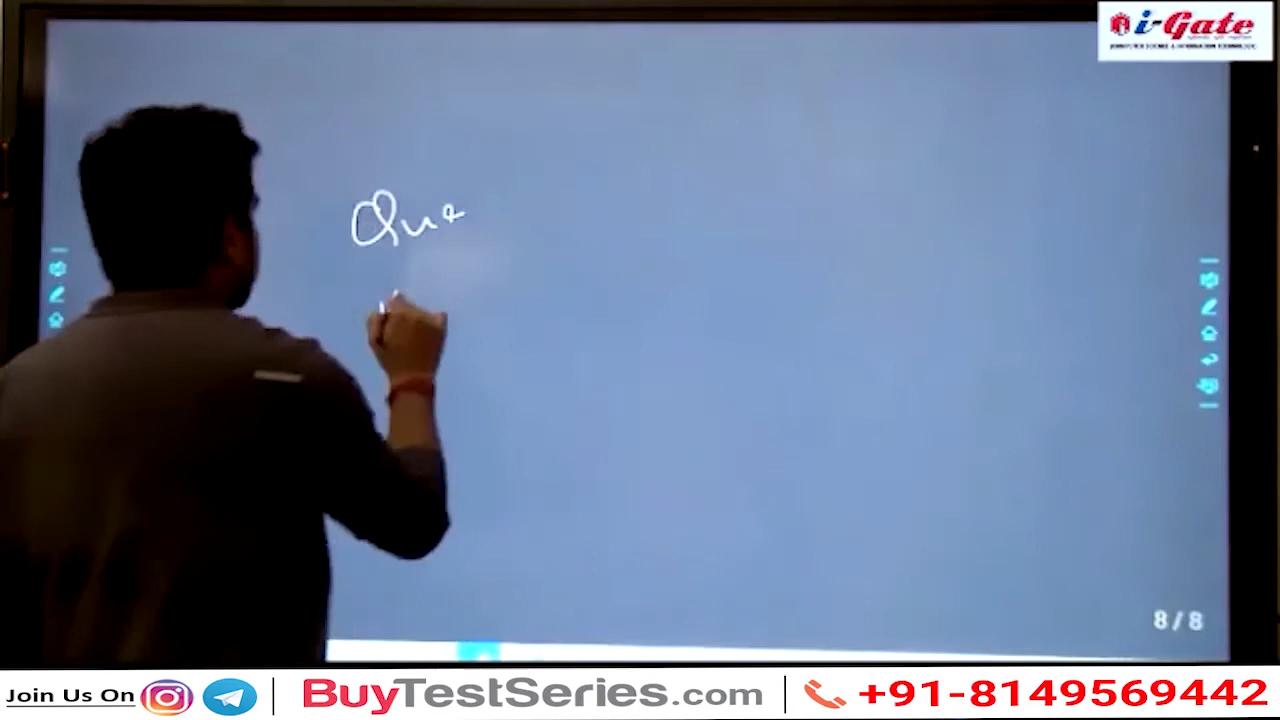 i-Gate
Que
8/8
Join Us On
BuyTestSeries.com
+91-8149569442